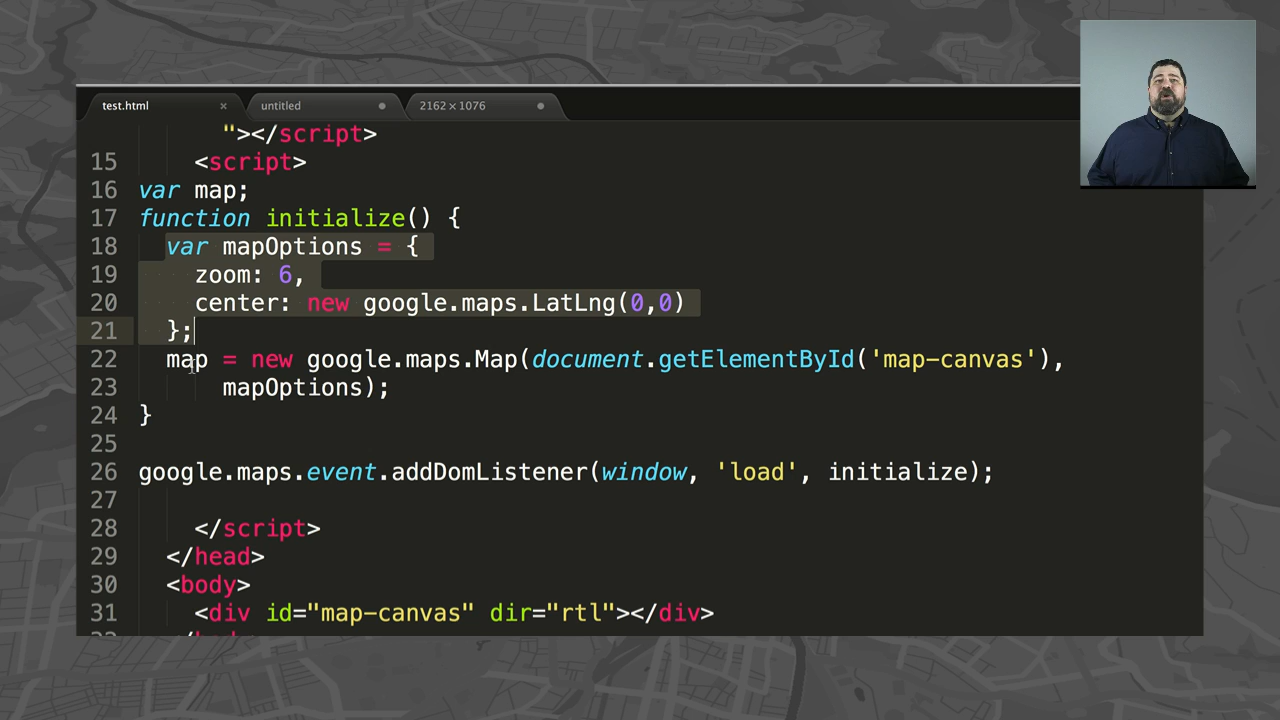 test.html × untitled 2162 × 1076
"></script>
15 <script>
16 var map;
17 function initialize() {
18 var mapOptions = {
19 zoom: 6,
20 center: new google.maps.LatLng(0,0)
21 };
22 map = new google.maps.Map(document.getElementById('map-canvas'),
23 mapOptions);
24 }
25
26 google.maps.event.addDomListener(window, 'load', initialize);
27
28 </script>
29 </head>
30 <body>
31 <div id="map-canvas" dir="rtl"></div>